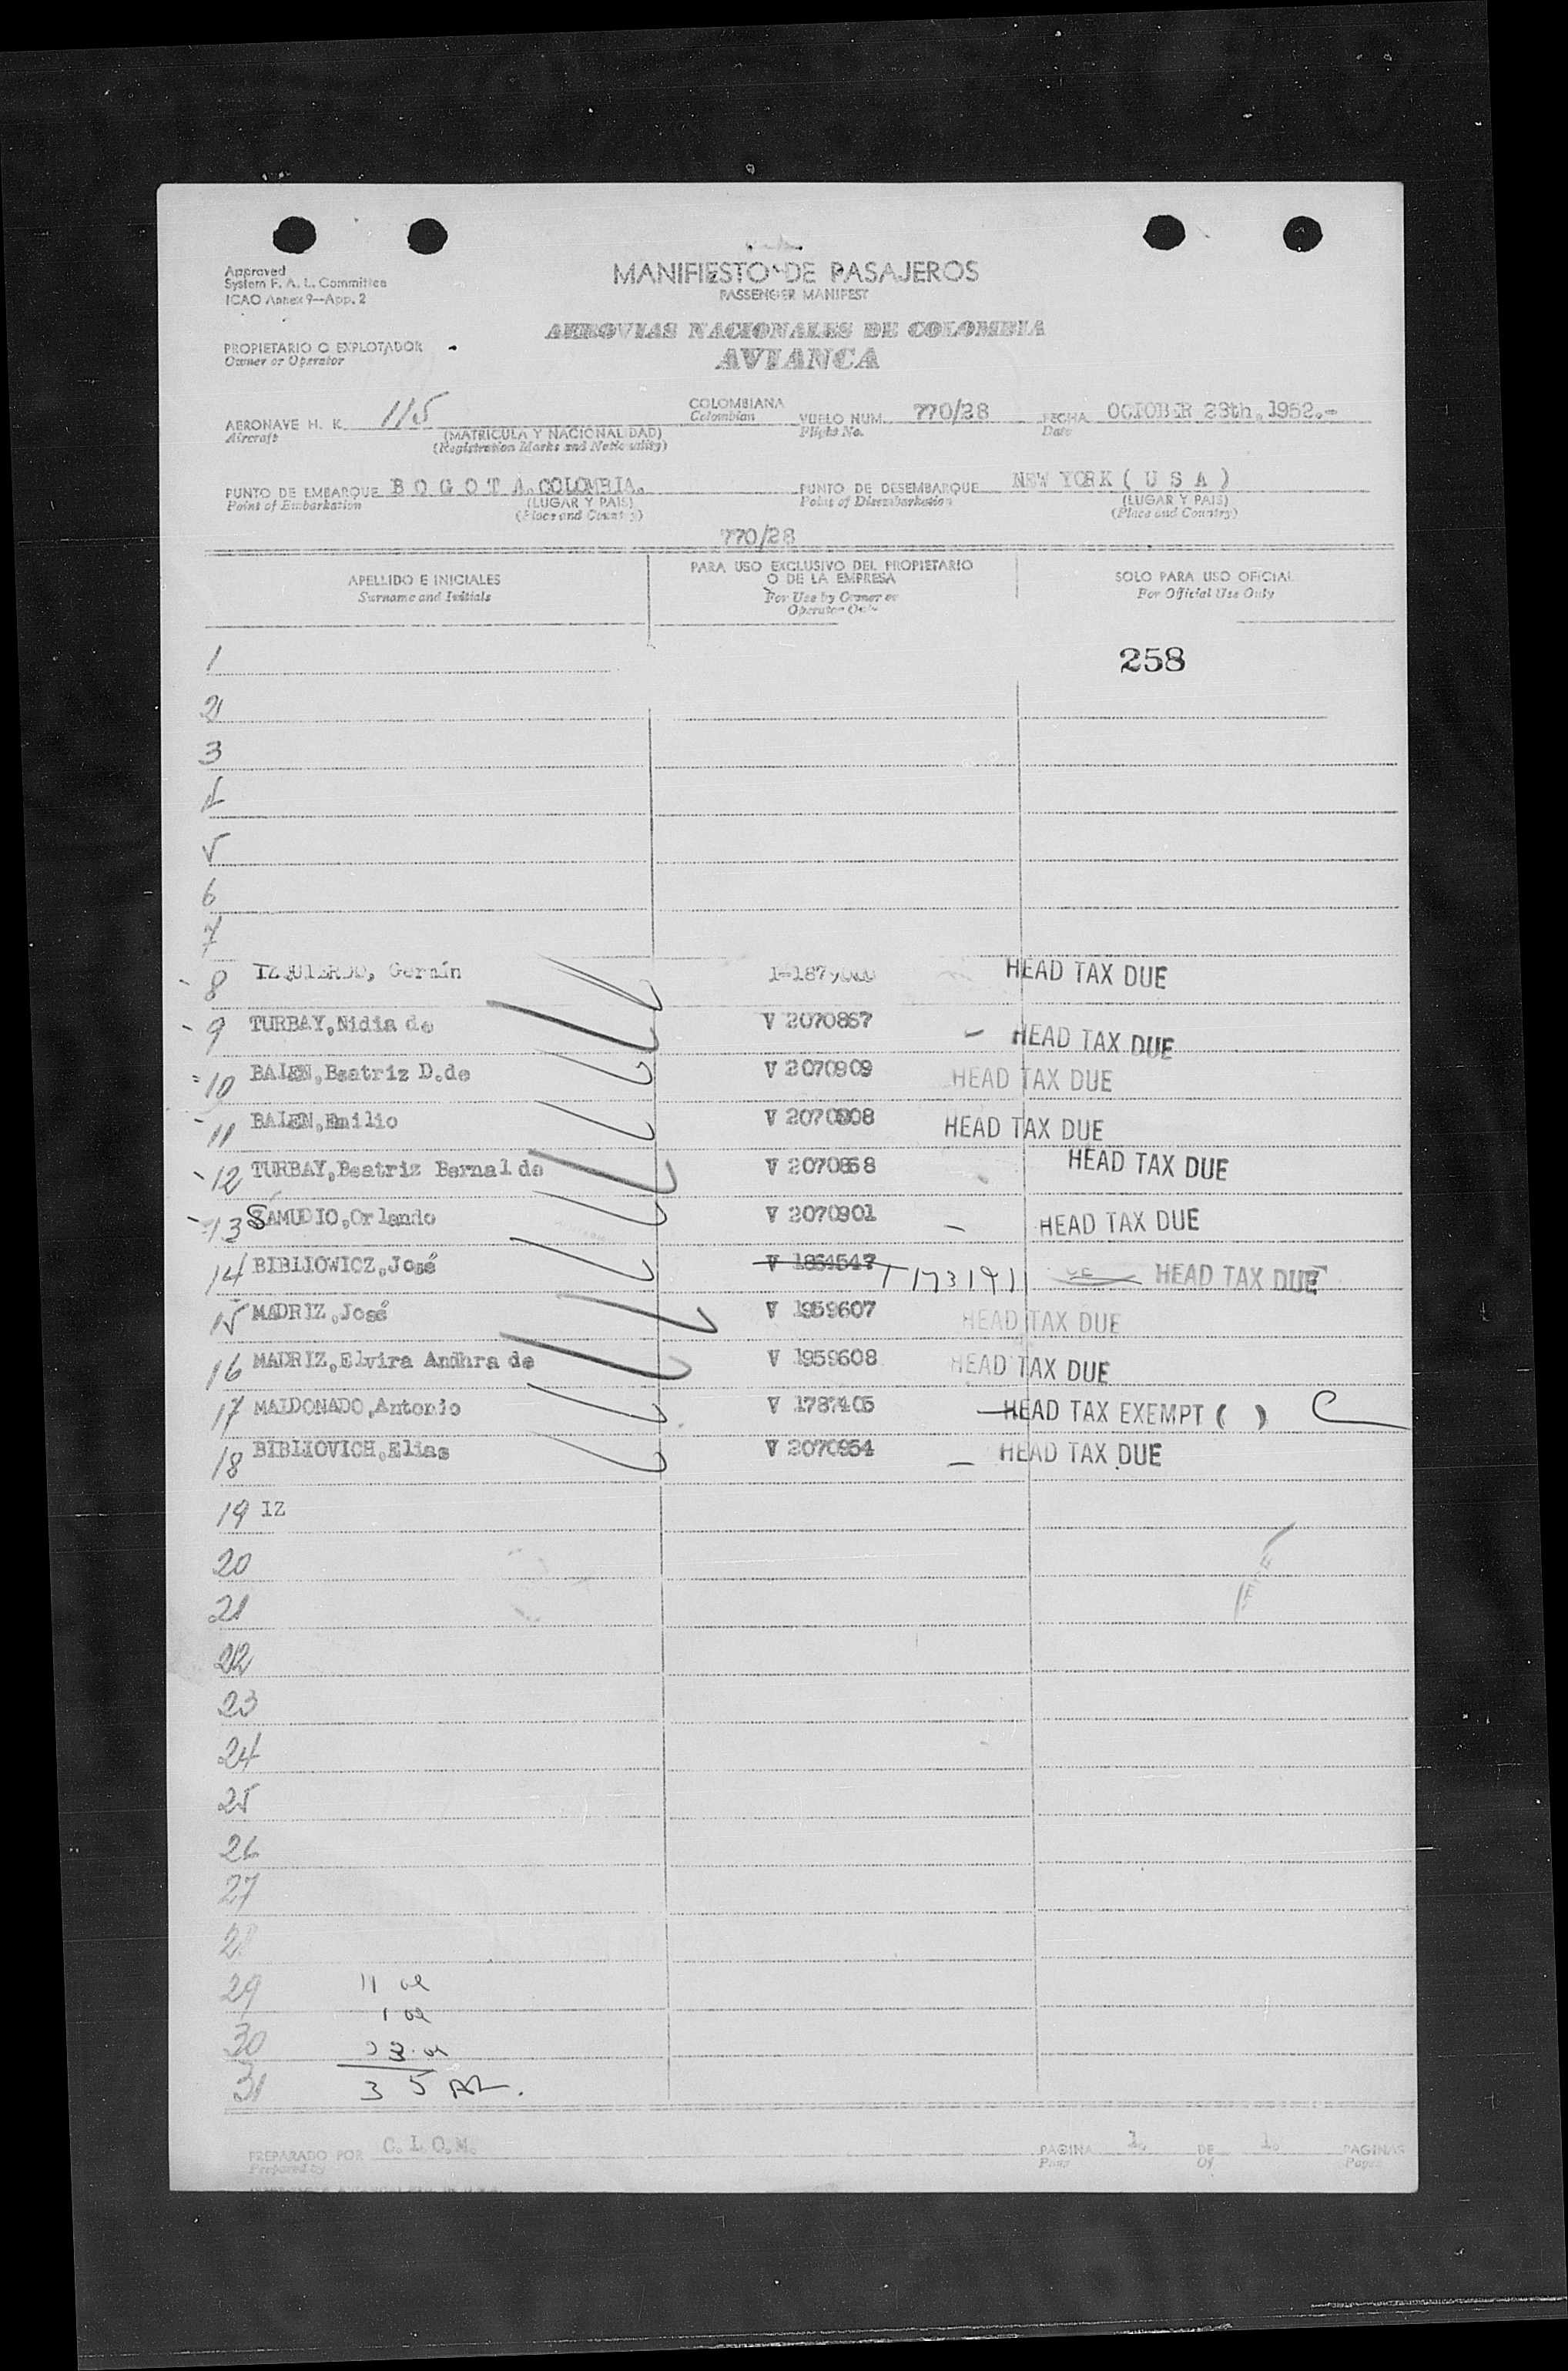 Approved
System F. A. L. Committee
ICAO Annex 9--App. 2
MANIFIESTO DE PASAJEROS
PASSENGER MANIFEST
AEROVIAS NACIONALES DE COLOMBIA
AVIANCA
PROPIETARIO O EXPLOTADOR
Owner or Operator
AERONAVE H. K. 115 COLOMBIANA VUELO NUM. 770/28 FECHA OCTOBER 28th, 1952.-
Aircraft (MATRICULA Y NACIONALIDAD) Colombian Flight No. Date
(Registration Marks and Nationality)
PUNTO DE EMBARQUE B O G O T A. COLOMBIA. PUNTO DE DESEMBARQUE NEW YORK ( U S A )
Point of Embarkation (LUGAR Y PAIS) Point of Disembarkation (LUGAR Y PAIS)
(Place and Country) (Place and Country)
770/28
APELLIDO E INICIALES PARA USO EXCLUSIVO DEL PROPIETARIO O DE LA EMPRESA SOLO PARA USO OFICIAL
Surname and Initials For Use by Owner or Operator Only For Official Use Only
1 258
2
3
4
5
6
7
8 IZQUIERDO, Germín HEAD TAX DUE
9 TURBAY,Nidia de V 2070867 HEAD TAX DUE
10 BALEN,Beatriz D.de V 2070909 HEAD TAX DUE
11 BALEN,Emilio V 2070908 HEAD TAX DUE
12 TURBAY,Beatriz Bernal de V 2070868 HEAD TAX DUE
13 SAMUDIO,Orlando V 2070901 HEAD TAX DUE
14 BIBLIOWICZ,José V 1864547 T 1731911 HEAD TAX DUE
15 MADRIZ,José V 1959607 HEAD TAX DUE
16 MADRIZ,Elvira Andhra de V 1959608 HEAD TAX DUE
17 MALDONADO,Antonio V 1787405 HEAD TAX EXEMPT ( )
18 BIBLIOVICH,Elias V 2070954 HEAD TAX DUE
19 IZ
20
21
22
23
24
25
26
27
28
29 11
30
31 35
PREPARADO POR C. L. O. M. PAGINA 1. DE 1. PAGINAS
Prepared by Page Of Pages